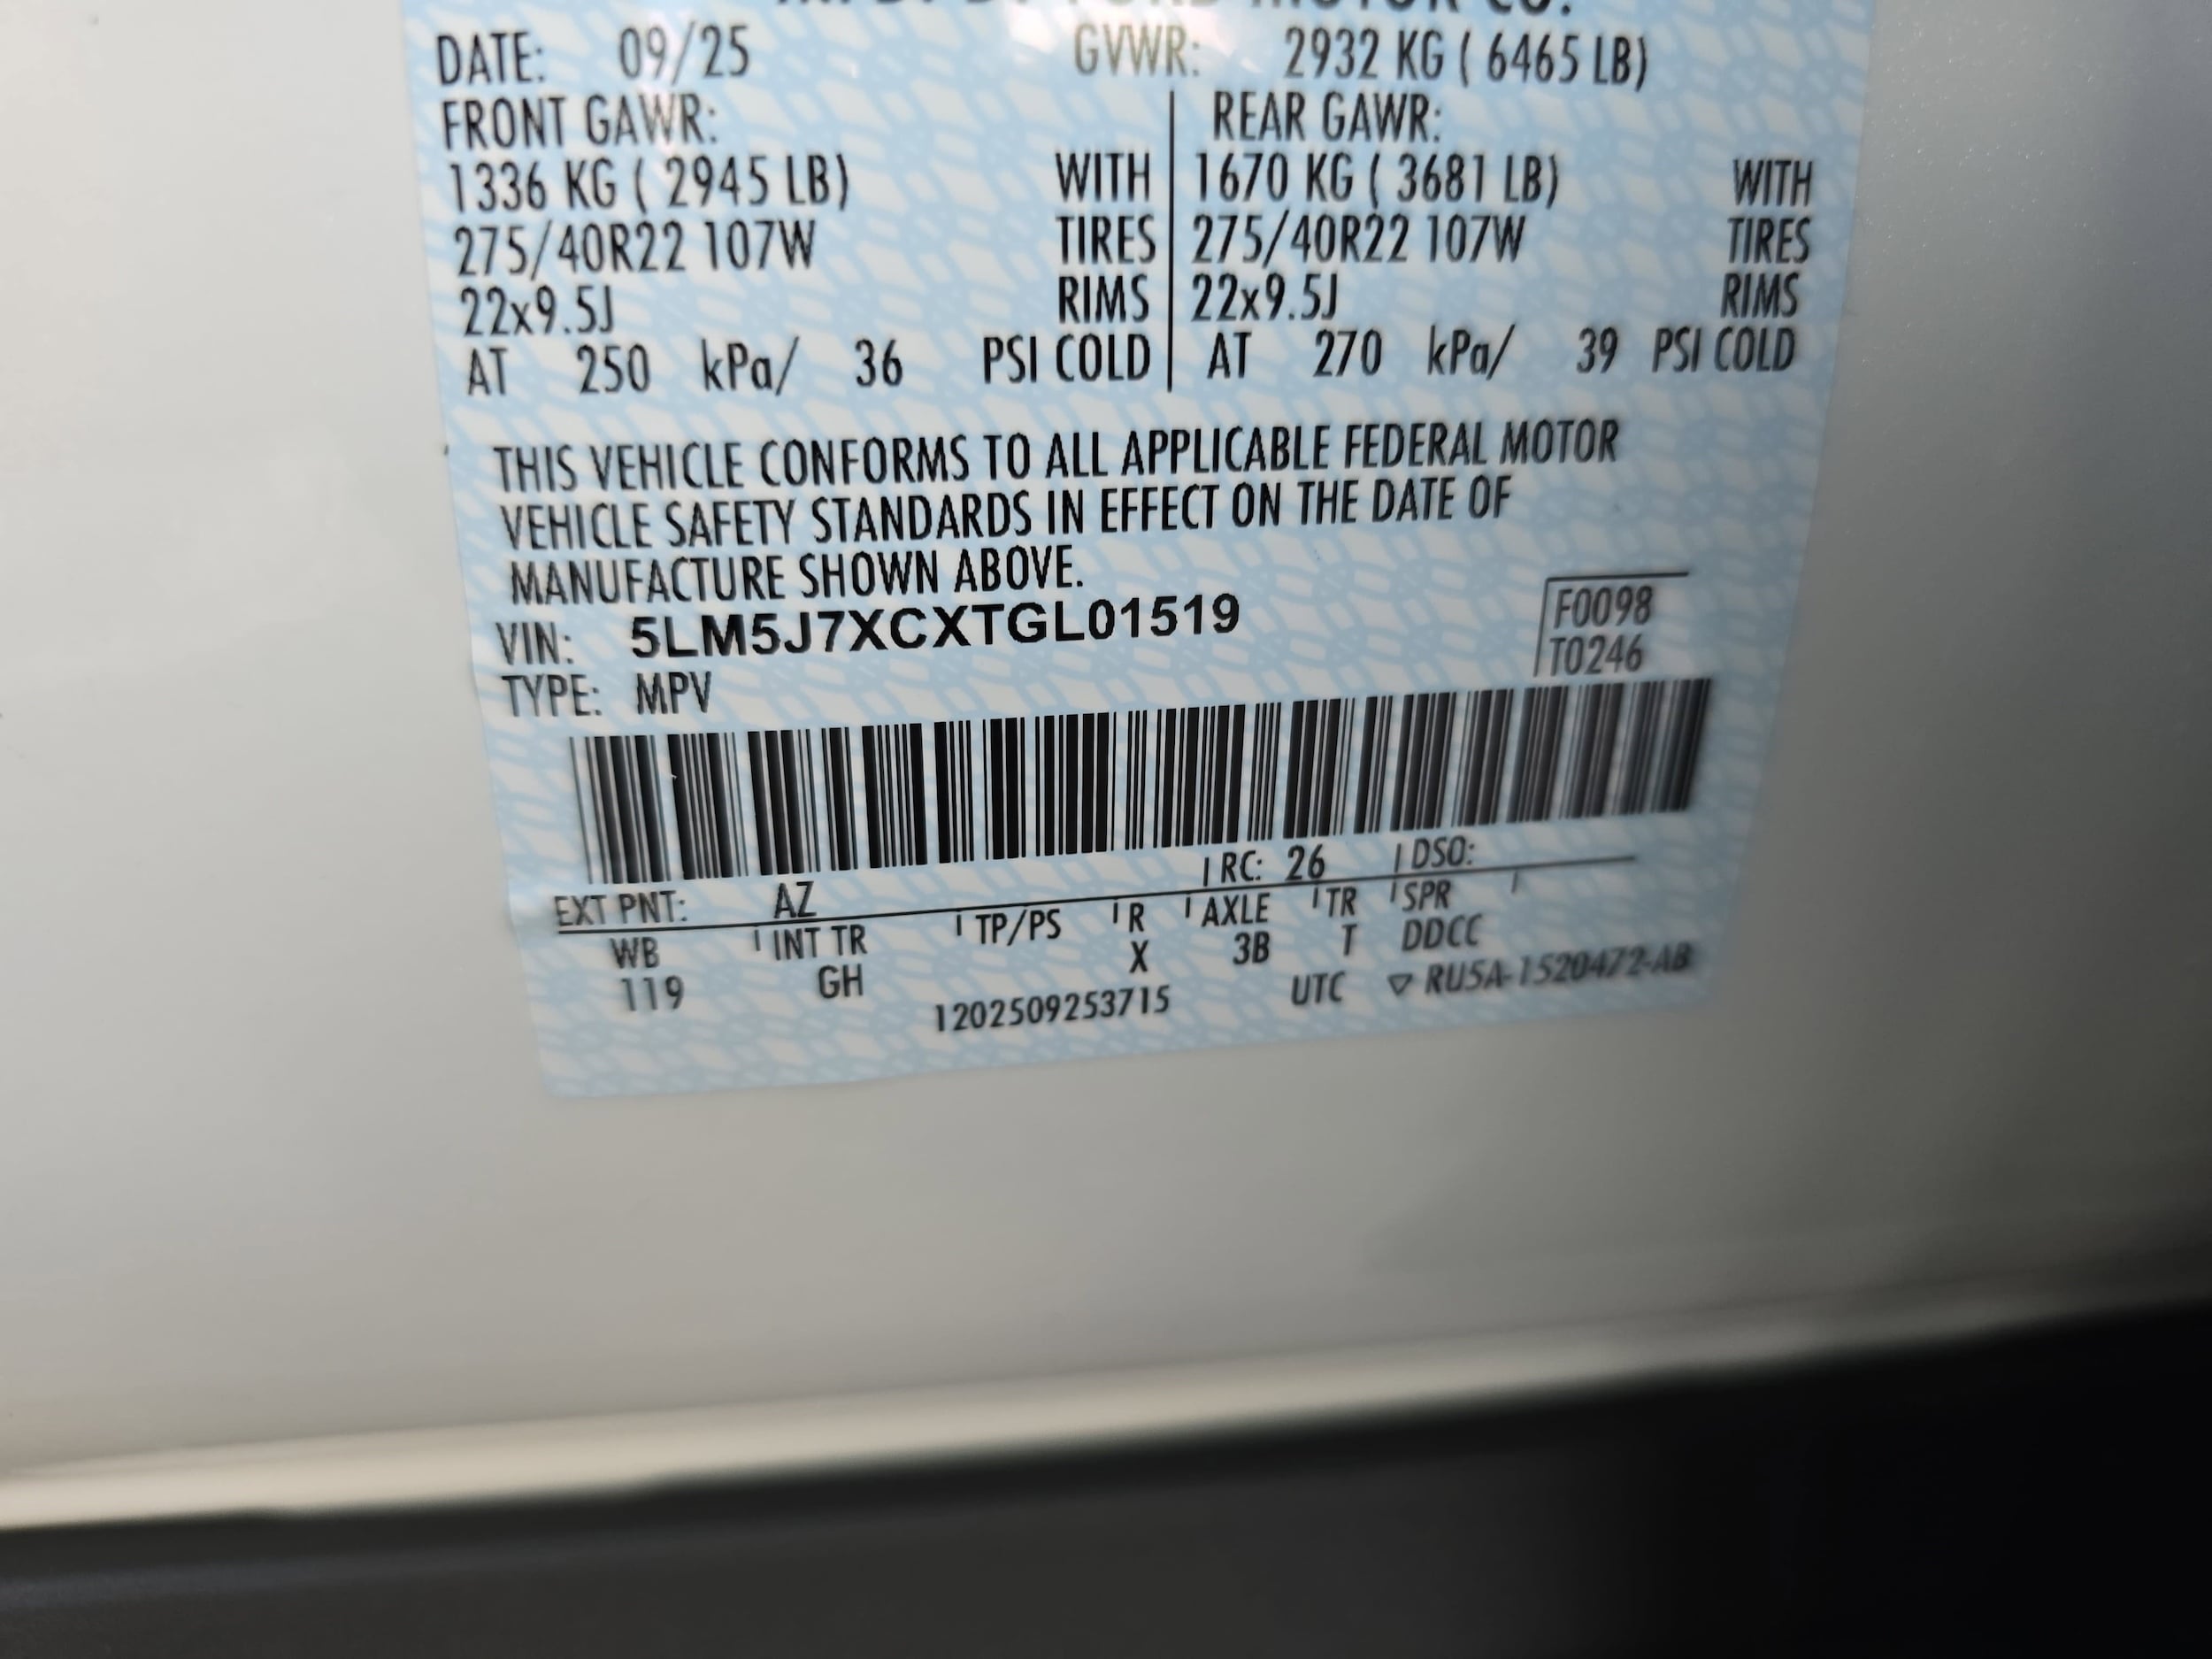 MOTOR CO.
DATE: 09/25 GVWR: 2932 KG ( 6465 LB)
FRONT GAWR: REAR GAWR:
1336 KG ( 2945 LB) WITH 1670 KG ( 3681 LB) WITH
275/40R22 107W TIRES 275/40R22 107W TIRES
22x9.5J RIMS 22x9.5J RIMS
AT 250 kPa/ 36 PSI COLD AT 270 kPa/ 39 PSI COLD
THIS VEHICLE CONFORMS TO ALL APPLICABLE FEDERAL MOTOR
VEHICLE SAFETY STANDARDS IN EFFECT ON THE DATE OF
MANUFACTURE SHOWN ABOVE.
VIN: 5LM5J7XCXTGL01519 F0098
TYPE: MPV T0246
EXT PNT: AZ RC: 26 DSO:
WB INT TR TP/PS R AXLE TR SPR
119 GH X 3B T DDCC
1202509253715 UTC ▽ RU5A-1520472-AB